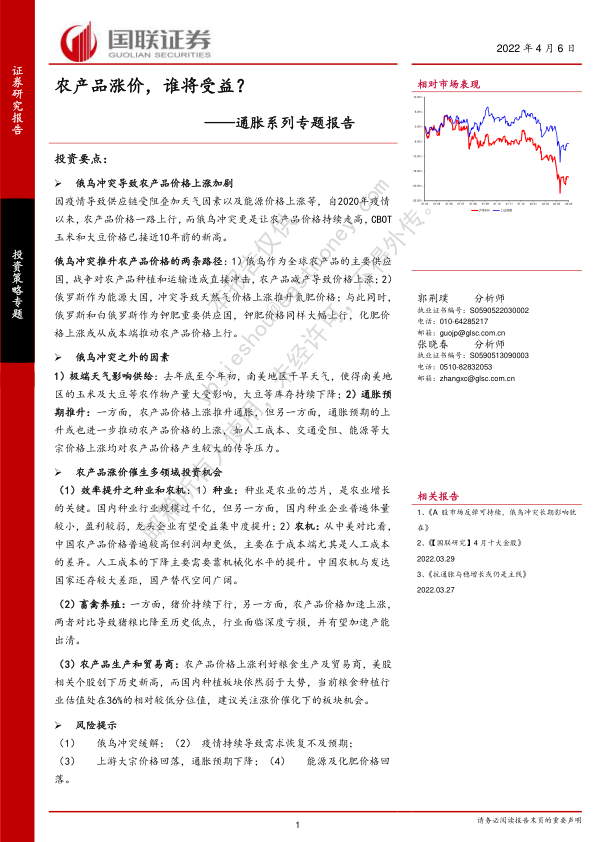 国联证券
GUOLIAN SECURITIES
2022 年 4 月 6 日
证券研究报告
投资策略专题
农产品涨价，谁将受益？
——通胀系列专题报告
投资要点：
➢ 俄乌冲突导致农产品价格上涨加剧
因疫情导致供应链受阻叠加天气因素以及能源价格上涨等，自2020年疫情
以来，农产品价格一路上行，而俄乌冲突更是让农产品价格持续走高，CBOT
玉米和大豆价格已接近10年前的新高。
俄乌冲突推升农产品价格的两条路径：1）俄乌作为全球农产品的主要供应
国，战争对农产品种植和运输造成直接冲击，农产品减产导致价格上涨；2）
俄罗斯作为能源大国，冲突导致天然气价格上涨推升氮肥价格；与此同时，
俄罗斯和白俄罗斯作为钾肥重要供应国，钾肥价格同样大幅上行，化肥价
格上涨或从成本端推动农产品价格上行。
➢ 俄乌冲突之外的因素
1）极端天气影响供给：去年底至今年初，南美地区干旱天气，使得南美地
区的玉米及大豆等农作物产量大受影响，大豆等库存持续下降；2）通胀预
期推升：一方面，农产品价格上涨推升通胀，但另一方面，通胀预期的上
升或也进一步推动农产品价格的上涨，如人工成本、交通受阻、能源等大
宗价格上涨均对农产品价格产生较大的传导压力。
➢ 农产品涨价催生多领域投资机会
（1）效率提升之种业和农机：1）种业：种业是农业的芯片，是农业增长
的关键。国内种业行业规模过千亿，但另一方面，国内种业企业普遍体量
较小，盈利较弱，龙头企业有望受益集中度提升；2）农机：从中美对比看，
中国农产品价格普遍较高但利润却更低，主要在于成本端尤其是人工成本
的差异。人工成本的下降主要需要靠机械化水平的提升。中国农机与发达
国家还存较大差距，国产替代空间广阔。
（2）畜禽养殖：一方面，猪价持续下行，另一方面，农产品价格加速上涨，
两者对比导致猪粮比降至历史低点，行业面临深度亏损，并有望加速产能
出清。
（3）农产品生产和贸易商：农产品价格上涨利好粮食生产及贸易商，美股
相关个股创下历史新高，而国内种植板块依然弱于大势，当前粮食种植行
业估值处在36%的相对较低分位值，建议关注涨价催化下的板块机会。
➢ 风险提示
（1） 俄乌冲突缓解；（2） 疫情持续导致需求恢复不及预期；
（3） 上游大宗价格回落，通胀预期下降；（4） 能源及化肥价格回
落。
相对市场表现
郭荆璞 分析师
执业证书编号：S0590522030002
电话：010-64285217
邮箱：guojp@glsc.com.cn
张晓春 分析师
执业证书编号：S0590513090003
电话：0510-82832053
邮箱：zhangxc@glsc.com.cn
相关报告
1、《A 股市场反弹可持续，俄乌冲突长期影响犹
在》
2、《【国联研究】4 月十大金股》
2022.03.29
3、《抗通胀与稳增长或仍是主线》
2022.03.27
1
请务必阅读报告末页的重要声明